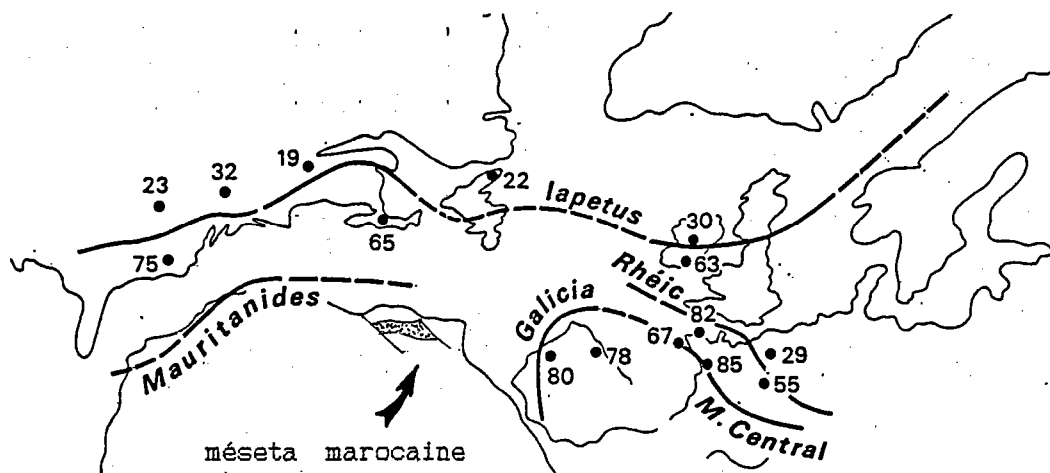 19
32
23
22
Iapetus
30
65
63
75
Rhéic
Mauritanides
Galicia
82
67
29
78
80
85
55
M. Central
méseta marocaine